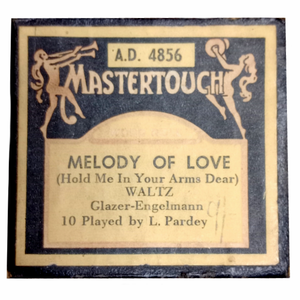 A.D. 4856
MASTERTOUCH
MELODY OF LOVE
(Hold Me In Your Arms Dear)
WALTZ
Glazer-Engelmann
10 Played by L. Pardey